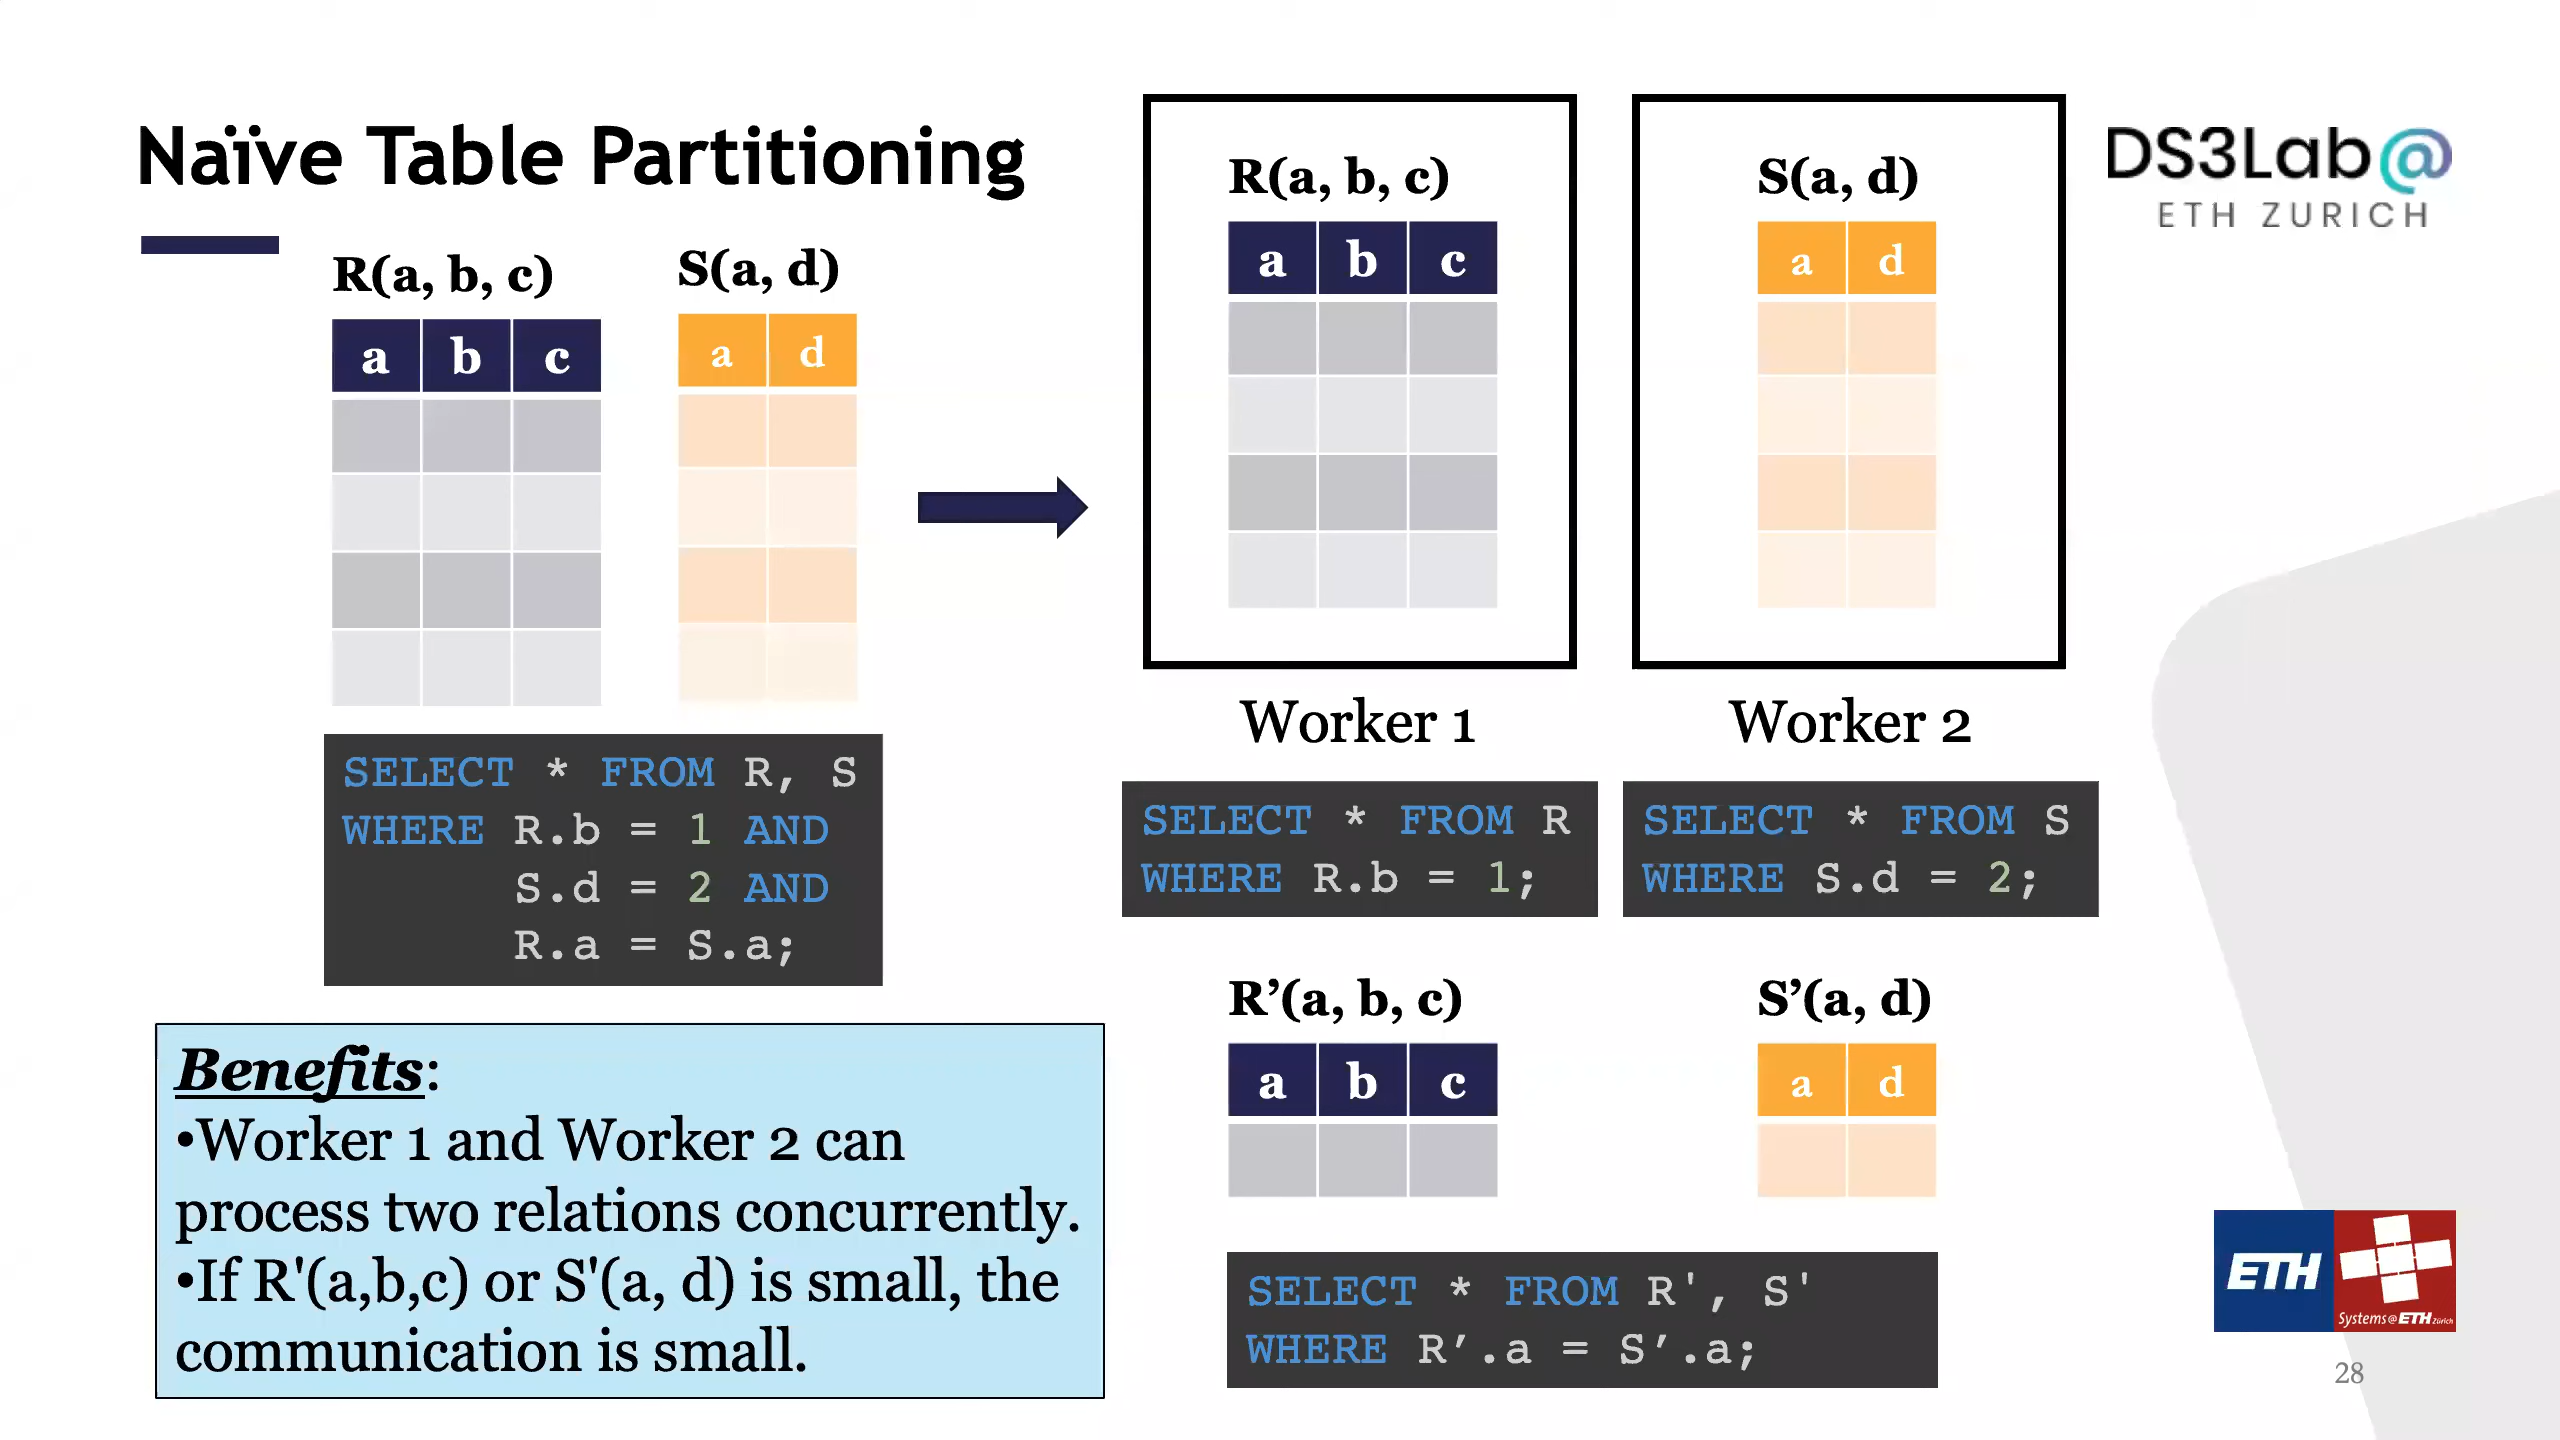 Naïve Table Partitioning
R(a, b, c)
S(a, d)
a b c
a d
SELECT * FROM R, S
WHERE R.b = 1 AND
S.d = 2 AND
R.a = S.a;
Benefits:
•Worker 1 and Worker 2 can
process two relations concurrently.
•If R'(a,b,c) or S'(a, d) is small, the
communication is small.
R(a, b, c)
a b c
Worker 1
SELECT * FROM R
WHERE R.b = 1;
S(a, d)
a d
Worker 2
SELECT * FROM S
WHERE S.d = 2;
R’(a, b, c)
a b c
S’(a, d)
a d
SELECT * FROM R', S'
WHERE R’.a = S’.a;
DS3Lab@
ETH ZURICH
ETH
Systems@ETH Zürich
28